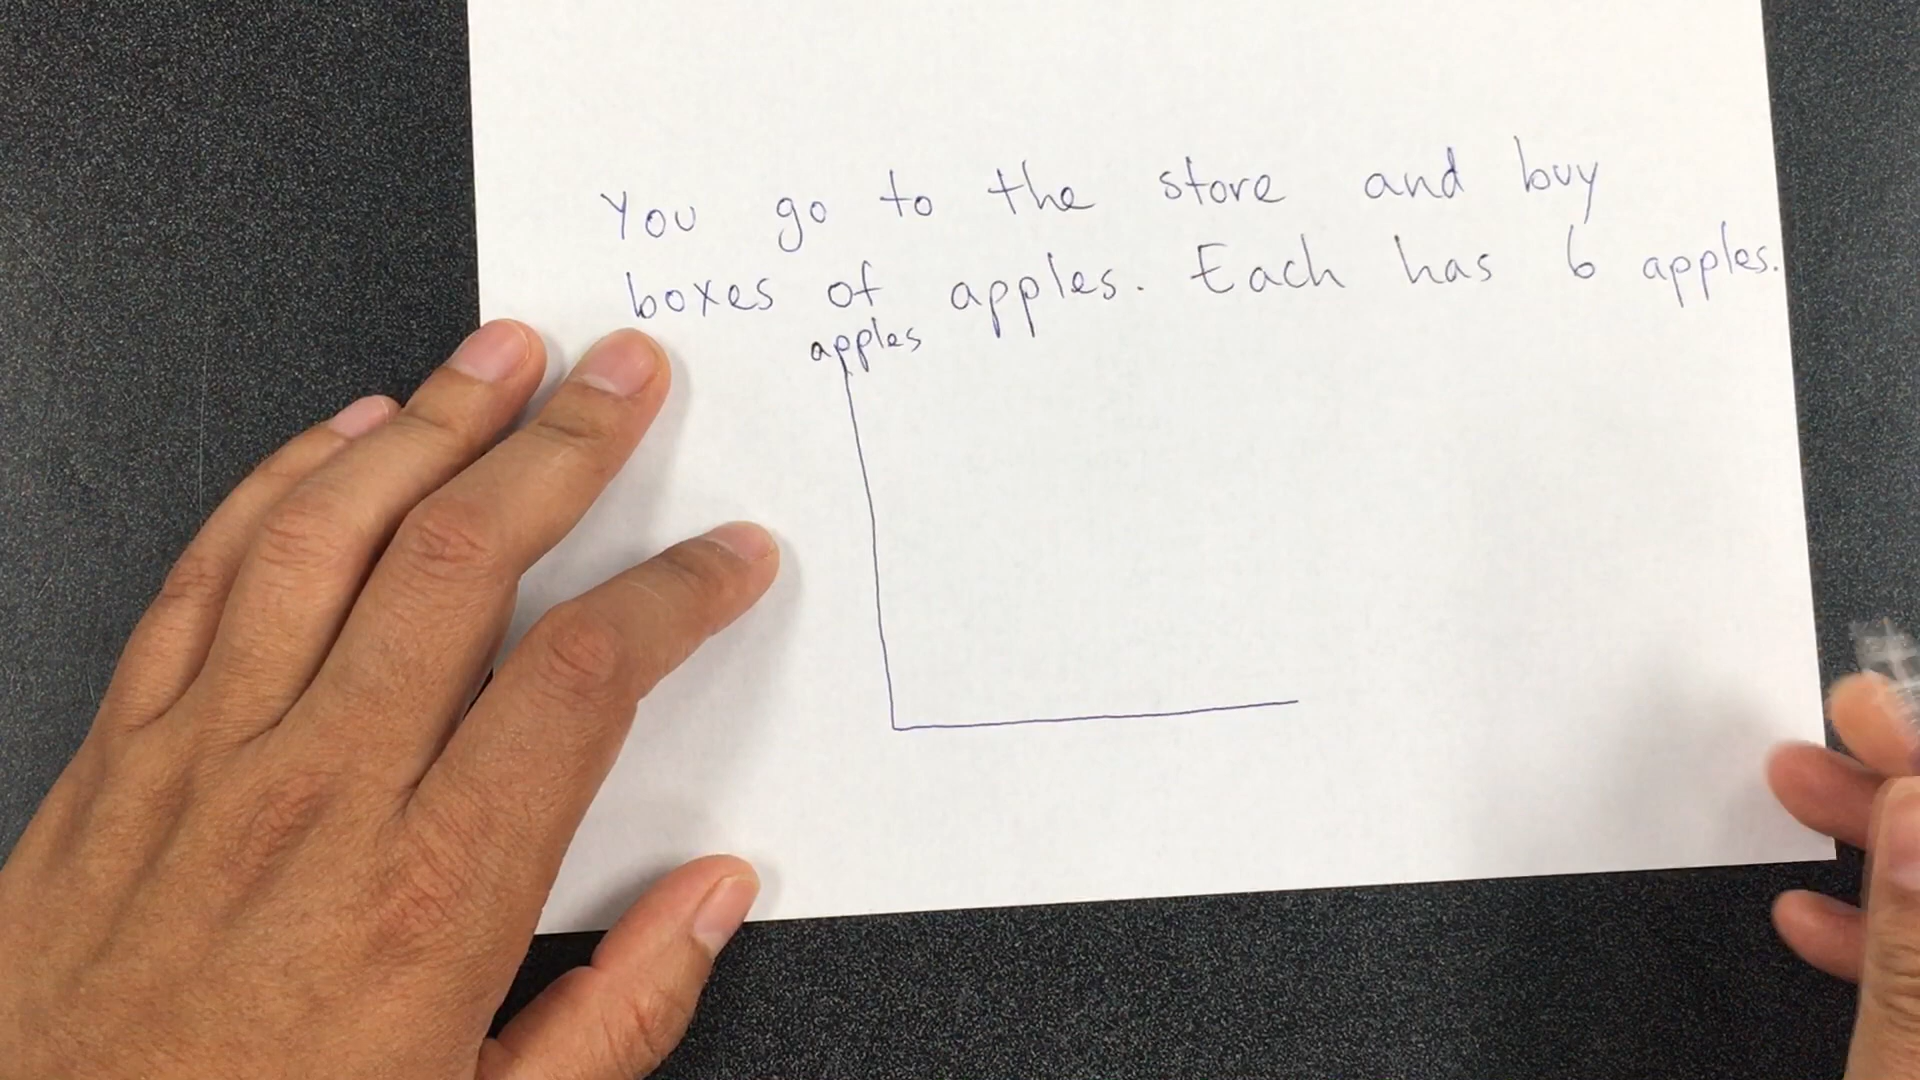 You go to the store and buy
boxes of apples. Each has 6 apples.
apples